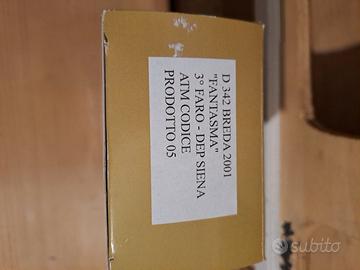 D 342 BREDA 2001
"FANTASMA"
3° FARO - DEP SIENA
ATM CODICE
PRODOTTO 05
subito